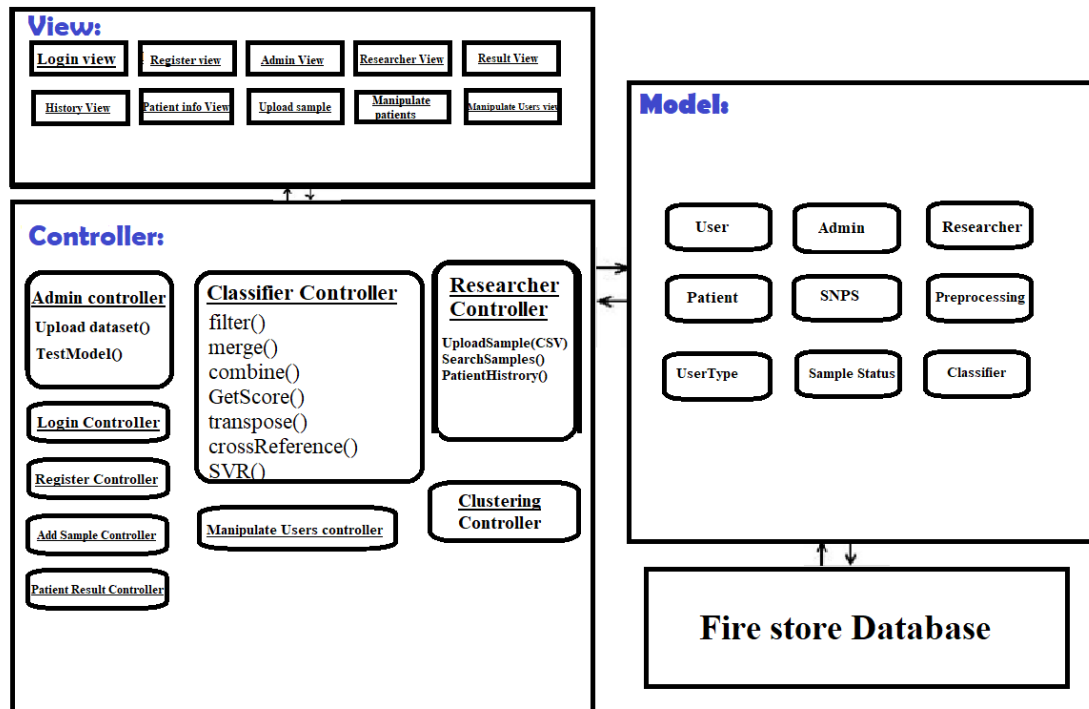 View:
Login view
Register view
Admin View
Researcher View
Result View
History View
Patient info View
Upload sample
Manipulate
patients
Manipulate Users view
Controller:
Admin controller
Upload dataset()
TestModel()
Login Controller
Register Controller
Add Sample Controller
Patient Result Controller
Classifier Controller
filter()
merge()
combine()
GetScore()
transpose()
crossReference()
SVR()
Manipulate Users controller
Researcher
Controller
UploadSample(CSV)
SearchSamples()
PatientHistrory()
Clustering
Controller
Model:
User
Admin
Researcher
Patient
SNPS
Preprocessing
UserType
Sample Status
Classifier
Fire store Database